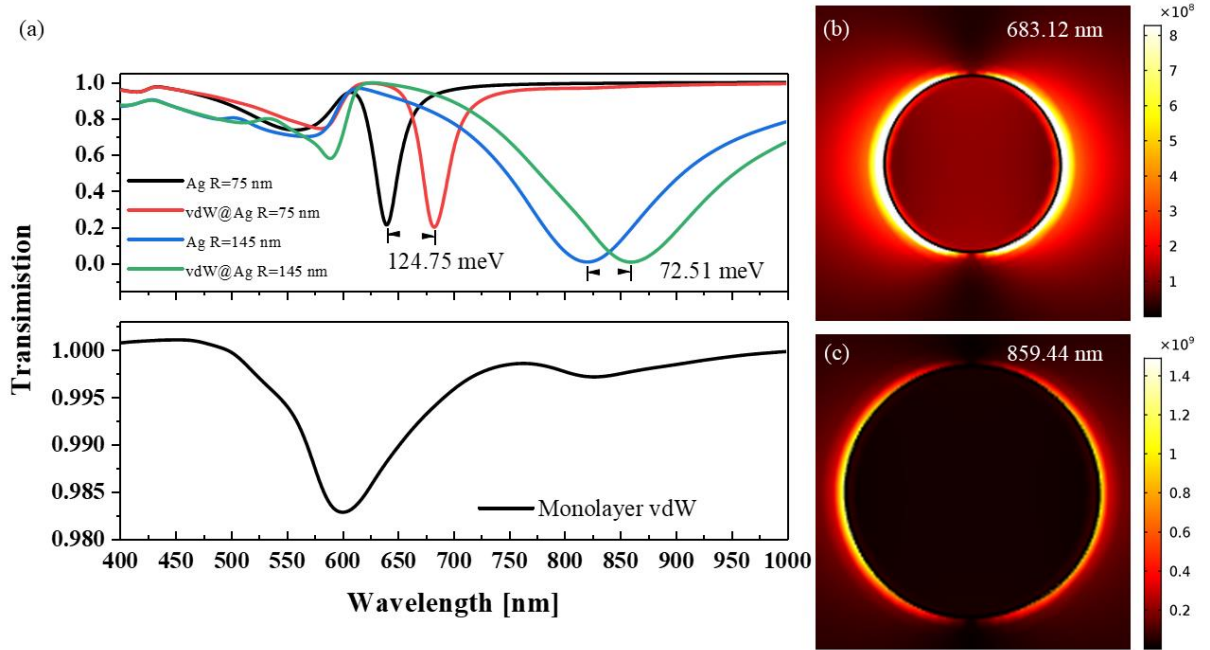 (a)
1.0
0.8
0.6
0.4
0.2
0.0
Ag R=75 nm
vdW@Ag R=75 nm
Ag R=145 nm
vdW@Ag R=145 nm
124.75 meV
72.51 meV
Transimistion
1.000
0.995
0.990
0.985
0.980
Monolayer vdW
400 450 500 550 600 650 700 750 800 850 900 950 1000
Wavelength [nm]
(b)
683.12 nm
×10⁸
8
7
6
5
4
3
2
1
(c)
859.44 nm
×10⁹
1.4
1.2
1
0.8
0.6
0.4
0.2